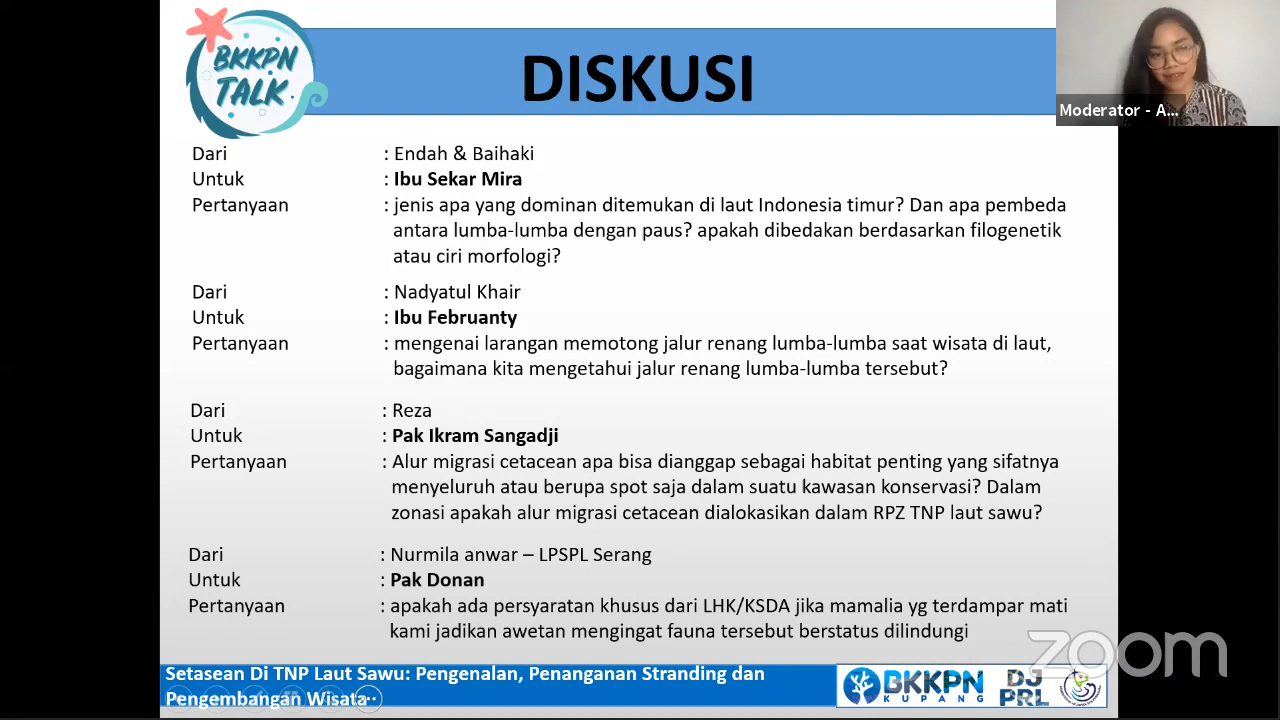 BKKPN
TALK
DISKUSI
Moderator - A...
Dari : Endah & Baihaki
Untuk : Ibu Sekar Mira
Pertanyaan : jenis apa yang dominan ditemukan di laut Indonesia timur? Dan apa pembeda
antara lumba-lumba dengan paus? apakah dibedakan berdasarkan filogenetik
atau ciri morfologi?
Dari : Nadyatul Khair
Untuk : Ibu Februanty
Pertanyaan : mengenai larangan memotong jalur renang lumba-lumba saat wisata di laut,
bagaimana kita mengetahui jalur renang lumba-lumba tersebut?
Dari : Reza
Untuk : Pak Ikram Sangadji
Pertanyaan : Alur migrasi cetacean apa bisa dianggap sebagai habitat penting yang sifatnya
menyeluruh atau berupa spot saja dalam suatu kawasan konservasi? Dalam
zonasi apakah alur migrasi cetacean dialokasikan dalam RPZ TNP laut sawu?
Dari : Nurmila anwar – LPSPL Serang
Untuk : Pak Donan
Pertanyaan : apakah ada persyaratan khusus dari LHK/KSDA jika mamalia yg terdampar mati
kami jadikan awetan mengingat fauna tersebut berstatus dilindungi
zoom
Setasean Di TNP Laut Sawu: Pengenalan, Penanganan Stranding dan
Pengembangan Wisata
BKKPN
KUPANG
DJ
PRL